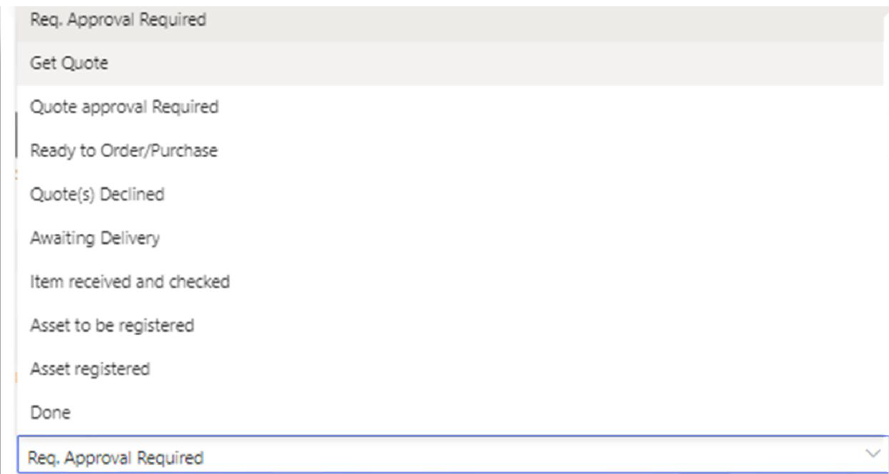 Req. Approval Required
Get Quote
Quote approval Required
Ready to Order/Purchase
Quote(s) Declined
Awaiting Delivery
Item received and checked
Asset to be registered
Asset registered
Done
Req. Approval Required